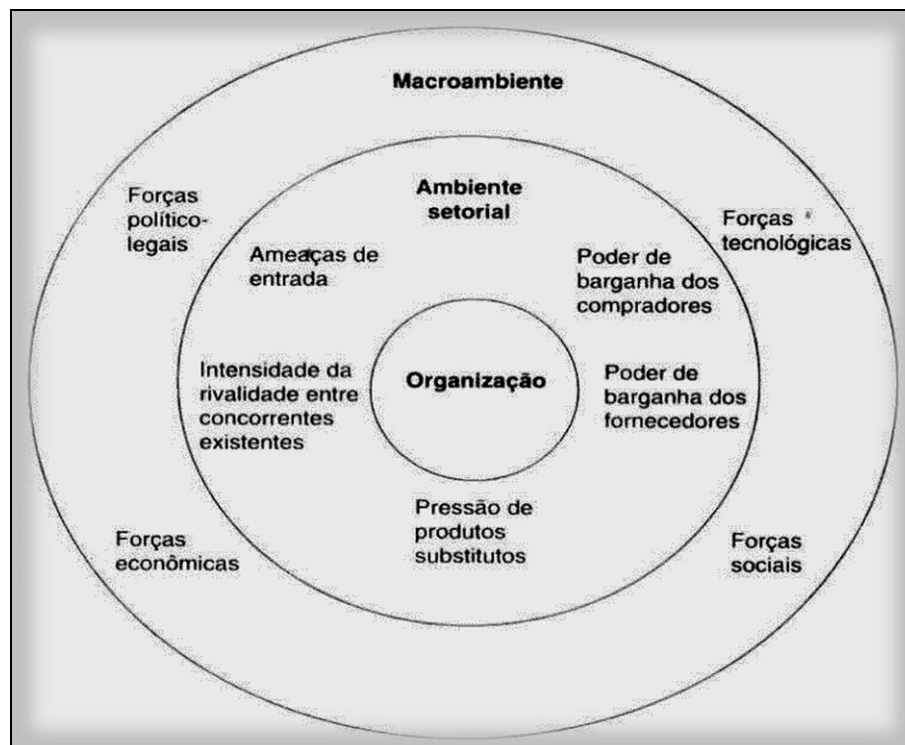 Macroambiente
Forças
político-
legais
Ambiente
setorial
Forças
tecnológicas
Ameaças de
entrada
Poder de
barganha dos
compradores
Intensidade da
rivalidade entre
concorrentes
existentes
Organização
Poder de
barganha dos
fornecedores
Pressão de
produtos
substitutos
Forças
econômicas
Forças
sociais